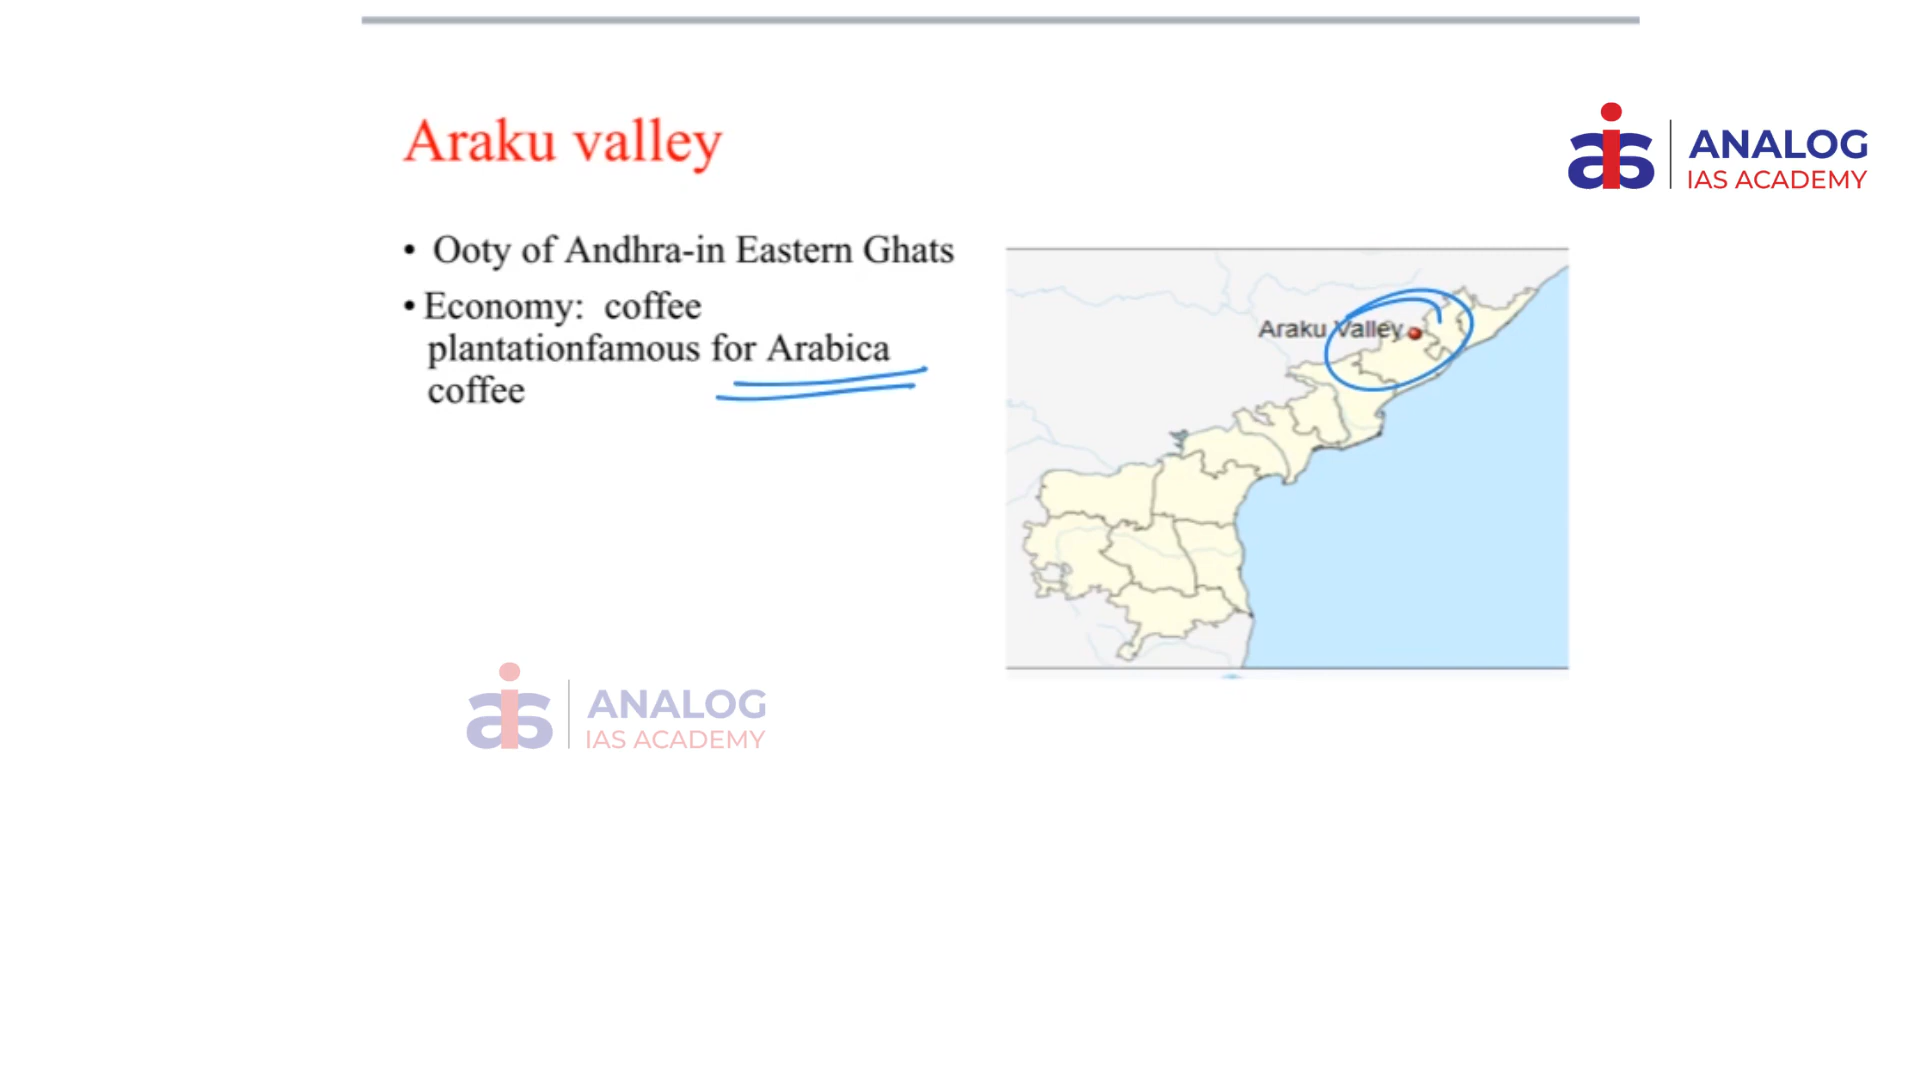 Araku valley
ANALOG
IAS ACADEMY
• Ooty of Andhra-in Eastern Ghats
• Economy: coffee
plantationfamous for Arabica
coffee
Araku Valley
ANALOG
IAS ACADEMY